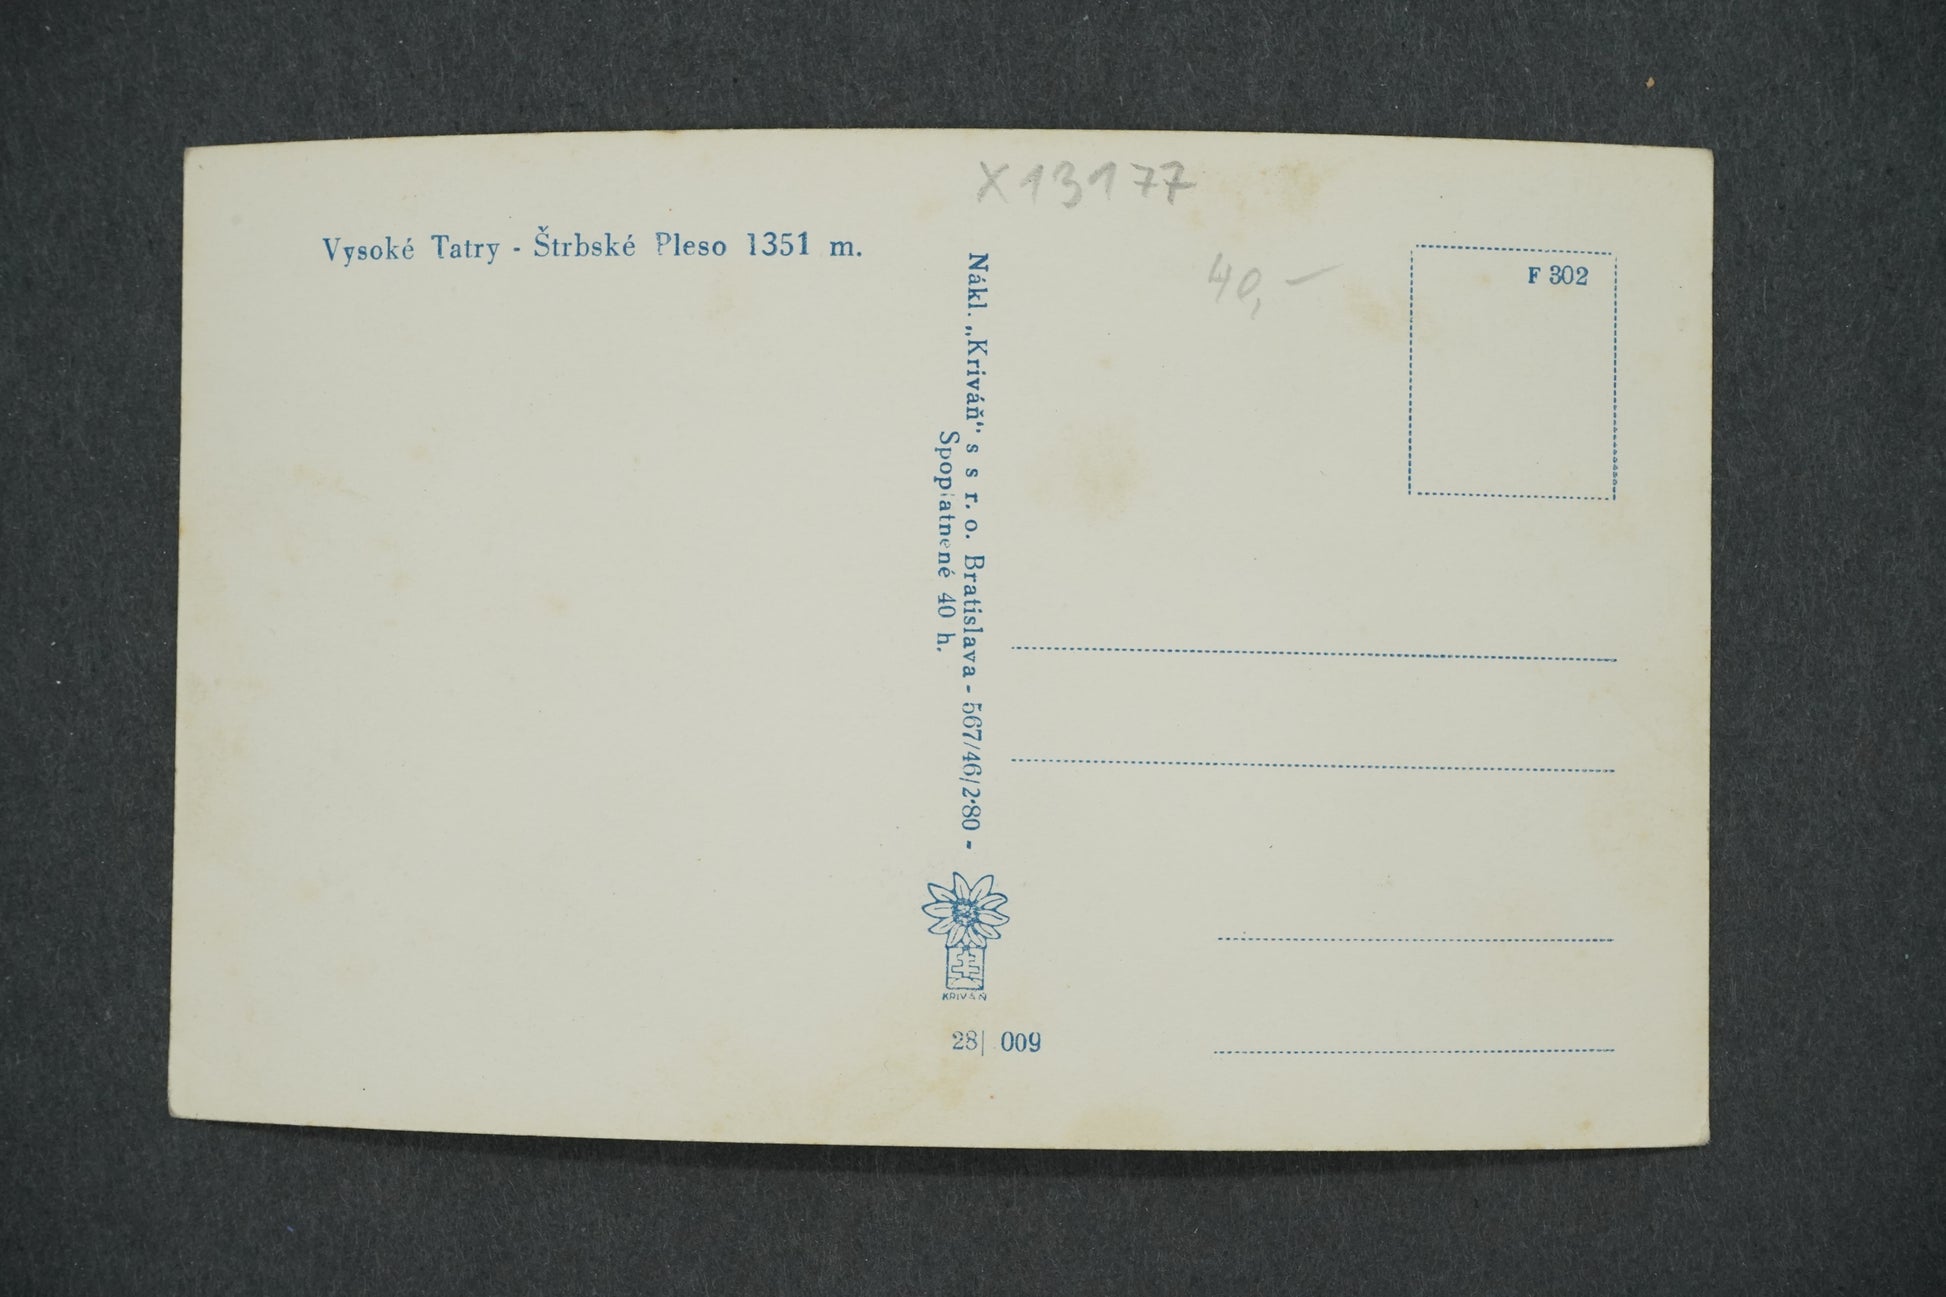 X13177
Vysoké Tatry - Štrbské Pleso 1351 m.
40,-
F 302
Nákl. „Kriváň“ s s r. o. Bratislava - 567/46/2·80 -
Spoplatnené 40 h.
KRIVÁŇ
28| 009